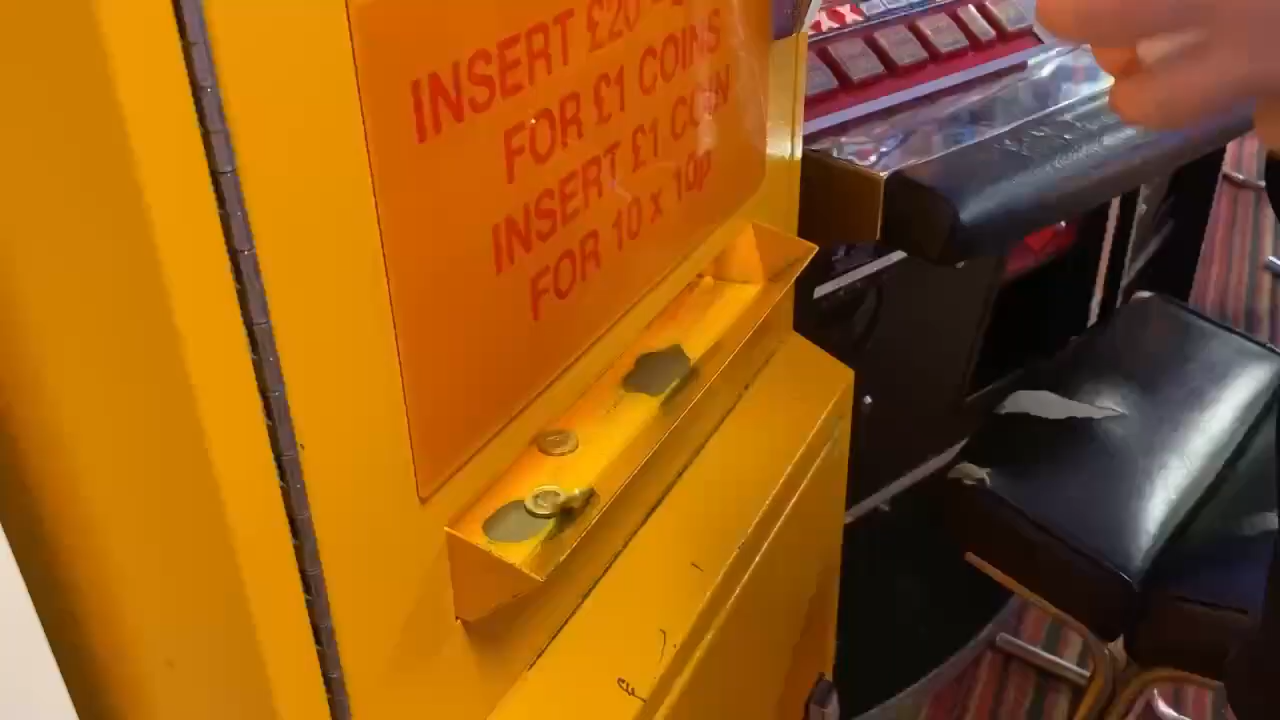 INSERT £20
FOR £1 COINS
INSERT £1 COIN
FOR 10 x 10p